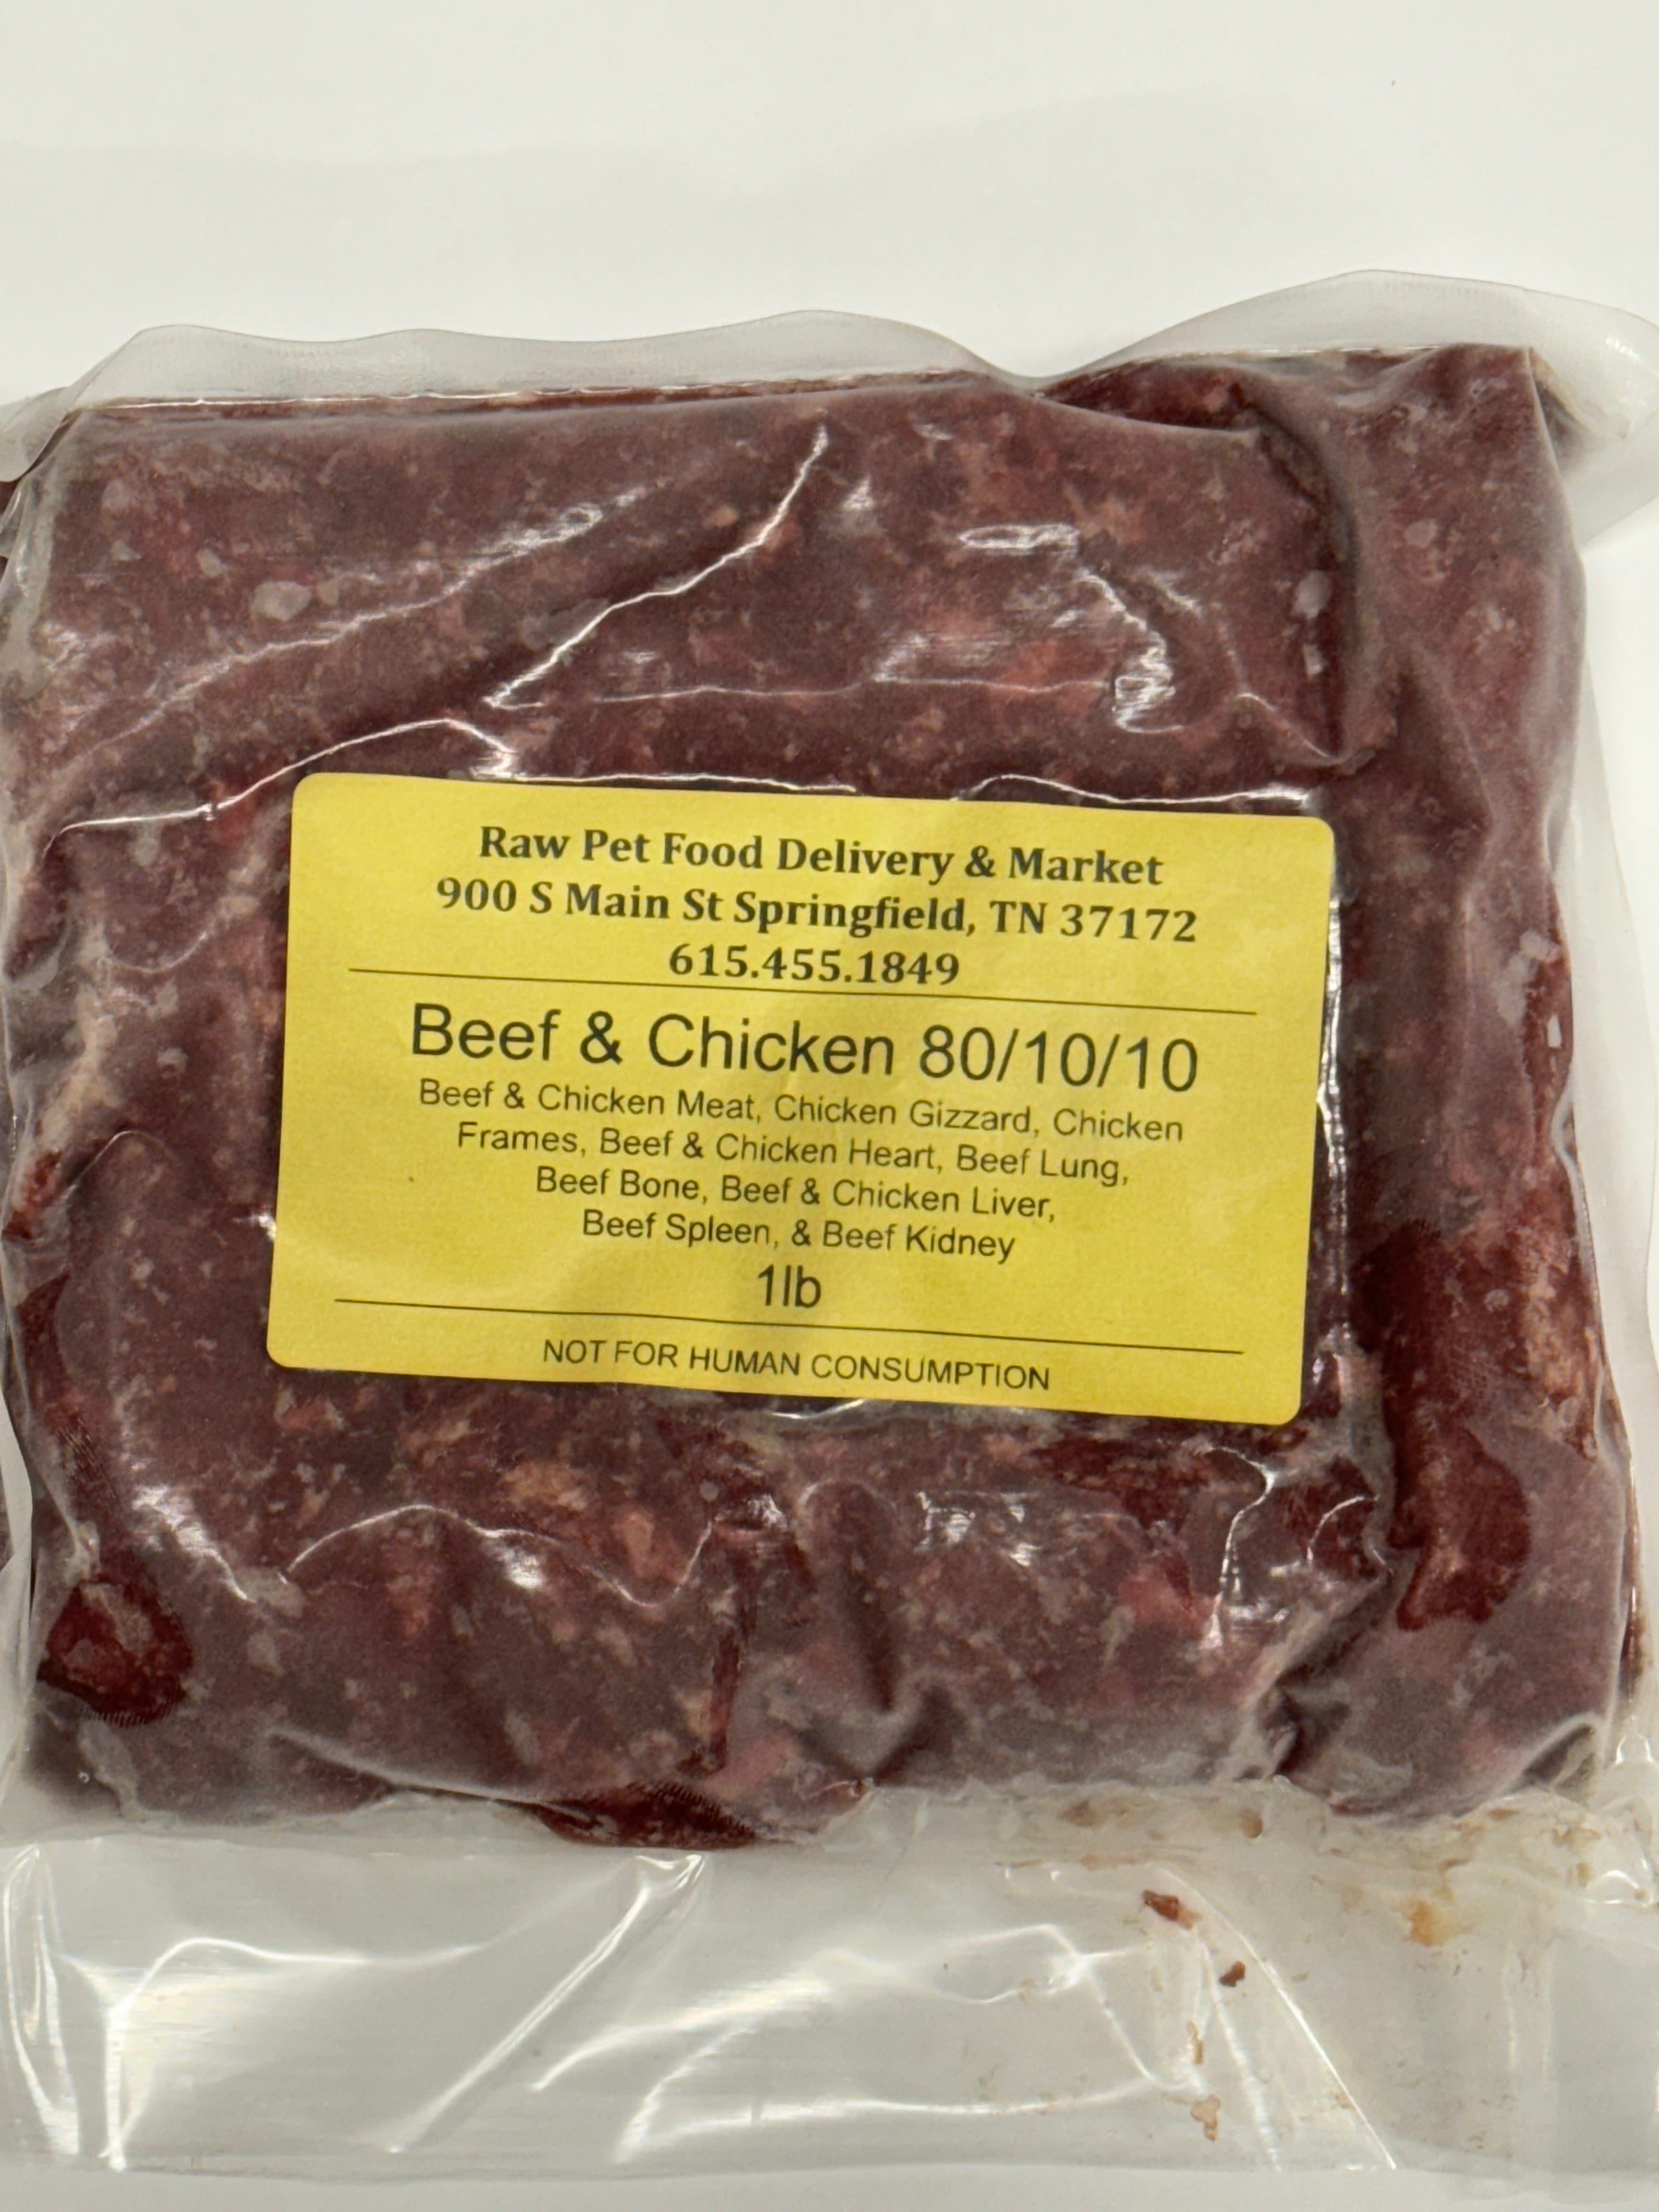 Raw Pet Food Delivery & Market
900 S Main St Springfield, TN 37172
615.455.1849
Beef & Chicken 80/10/10
Beef & Chicken Meat, Chicken Gizzard, Chicken
Frames, Beef & Chicken Heart, Beef Lung,
Beef Bone, Beef & Chicken Liver,
Beef Spleen, & Beef Kidney
1lb
NOT FOR HUMAN CONSUMPTION